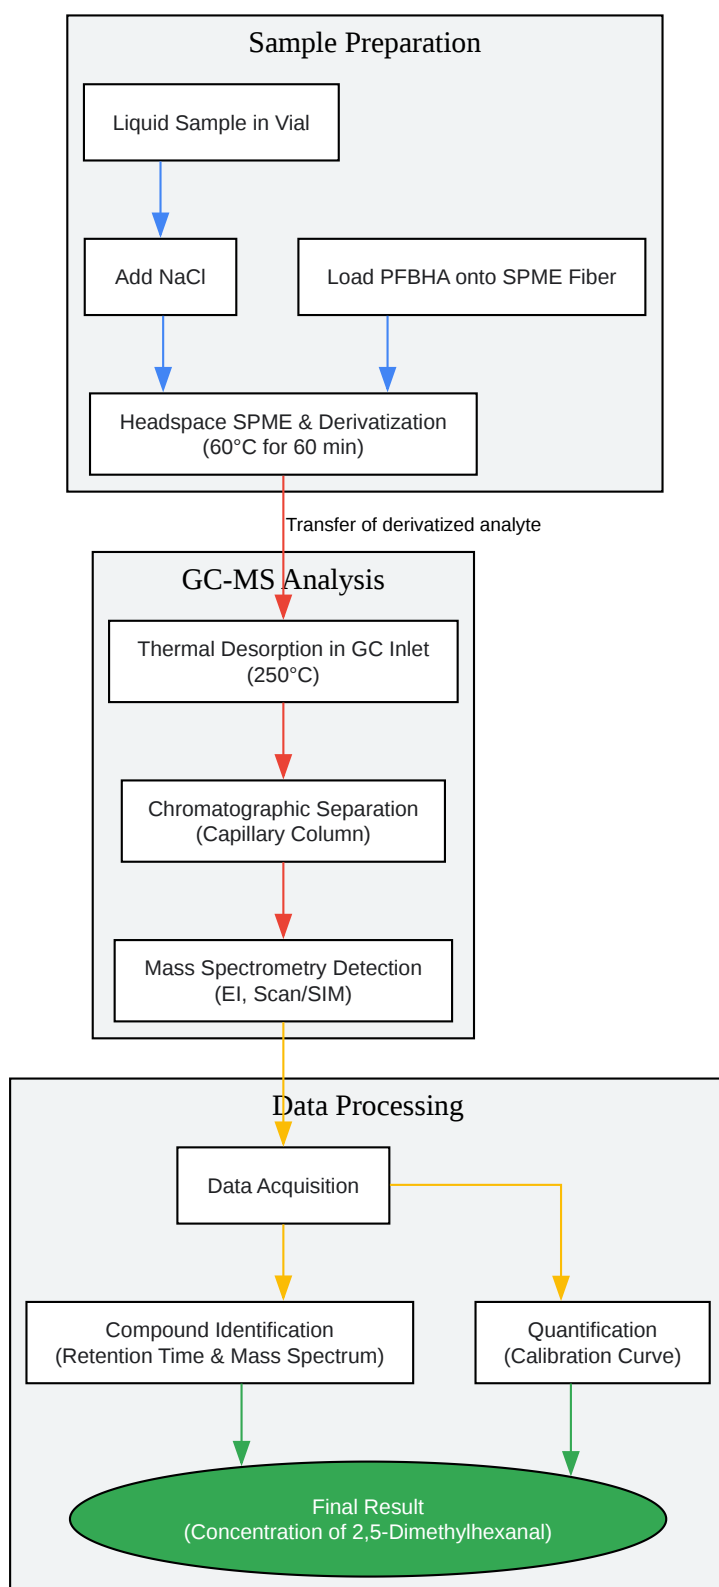 Sample Preparation
Liquid Sample in Vial
Add NaCl
Load PFBHA onto SPME Fiber
Headspace SPME & Derivatization
(60°C for 60 min)
Transfer of derivatized analyte
GC-MS Analysis
Thermal Desorption in GC Inlet
(250°C)
Chromatographic Separation
(Capillary Column)
Mass Spectrometry Detection
(EI, Scan/SIM)
Data Processing
Data Acquisition
Compound Identification
(Retention Time & Mass Spectrum)
Quantification
(Calibration Curve)
Final Result
(Concentration of 2,5-Dimethylhexanal)